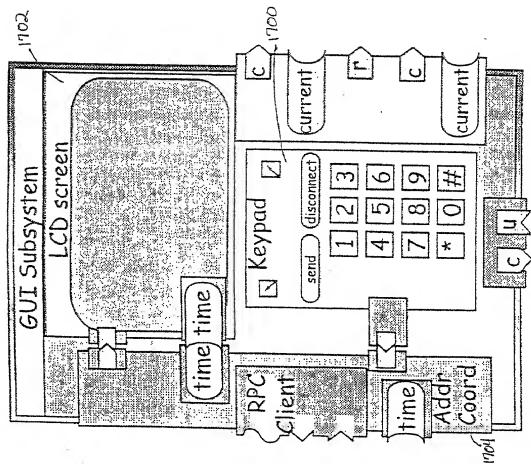 1702
GUI Subsystem
LCD screen
time
time
time
c
1700
current
r
c
current
Keypad
send
disconnect
1 2 3
4 5 6
7 8 9
* 0 #
RPC
Client
time
Addr
Coord
1704
c
u